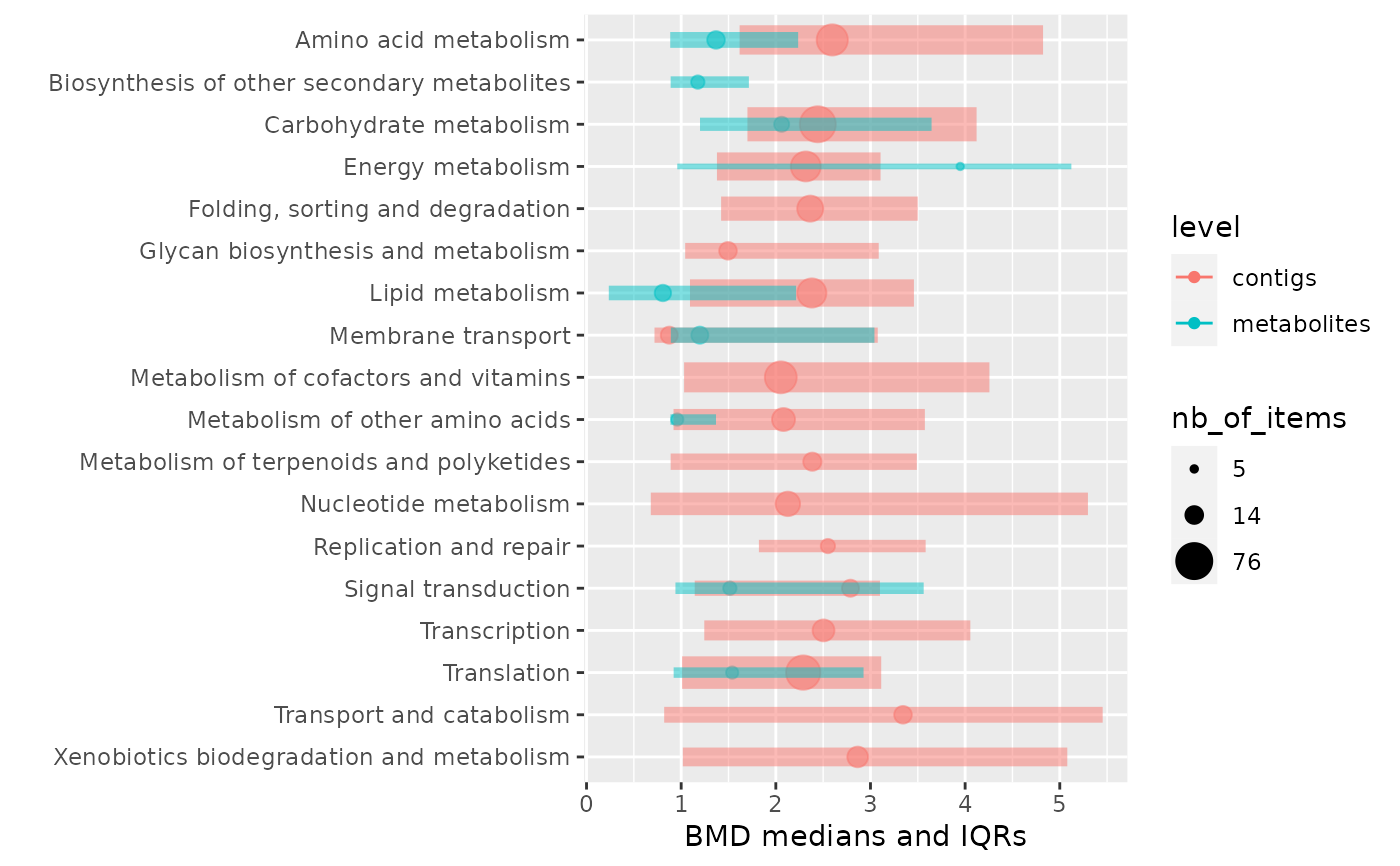 Amino acid metabolism
Biosynthesis of other secondary metabolites
Carbohydrate metabolism
Energy metabolism
Folding, sorting and degradation
Glycan biosynthesis and metabolism
Lipid metabolism
Membrane transport
Metabolism of cofactors and vitamins
Metabolism of other amino acids
Metabolism of terpenoids and polyketides
Nucleotide metabolism
Replication and repair
Signal transduction
Transcription
Translation
Transport and catabolism
Xenobiotics biodegradation and metabolism
0 1 2 3 4 5
BMD medians and IQRs
level
contigs
metabolites
nb_of_items
5
14
76